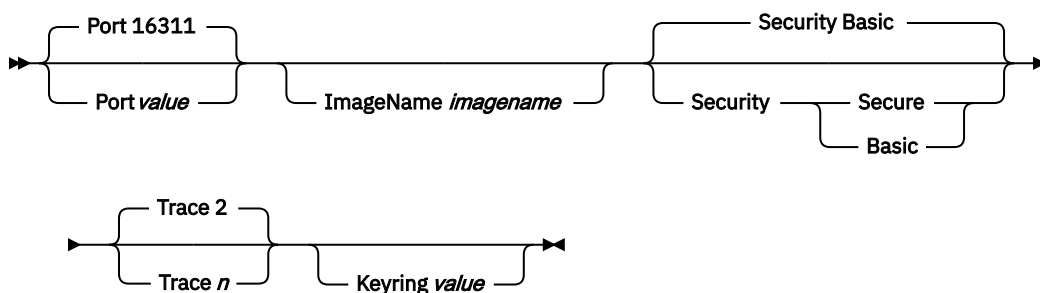 Port 16311
Port value
ImageName imagename
Security Basic
Security
Secure
Basic
Trace 2
Trace n
Keyring value